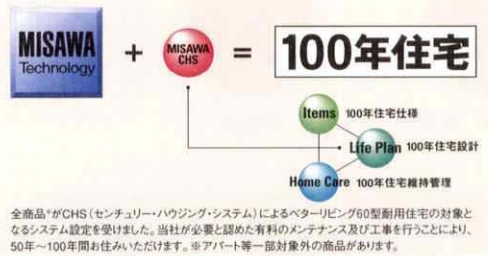 MISAWA
Technology
+
MISAWA
CHS
=
100年住宅
Items 100年住宅仕様
Life Plan 100年住宅設計
Home Care 100年住宅維持管理
全商品*がCHS(センチュリー・ハウジング・システム)によるベターリビング60型耐用住宅の対象と
なるシステム設定を受けました。当社が必要と認めた有料のメンテナンス及び工事を行うことにより、
50年〜100年間お住みいただけます。※アパート等一部対象外の商品があります。